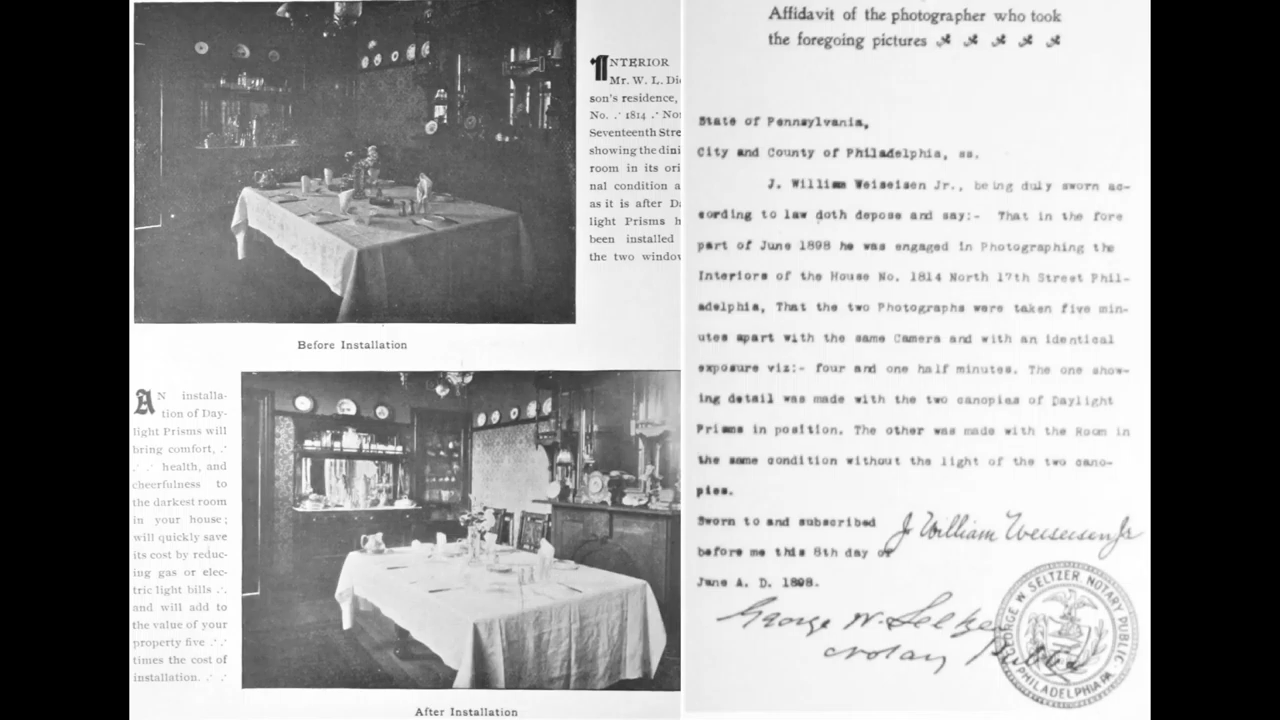 INTERIOR
Mr. W. L. Di
son's residence,
No. .· 1814 .· No
Seventeenth Stre
showing the dini
room in its ori
nal condition a
as it is after Da
light Prisms h
been installed
the two window
Before Installation
AN installa-
tion of Day-
light Prisms will
bring comfort, .·
.· .· health, and
cheerfulness to
the darkest room
in your house;
will quickly save
its cost by reduc-
ing gas or elec-
tric light bills .·.
and will add to
the value of your
property five .· .·
times the cost of
installation. .· .·
After Installation
Affidavit of the photographer who took
the foregoing pictures
State of Pennsylvania,
City and County of Philadelphia, ss.
J. William Weiseisen Jr., being duly sworn ac-
cording to law doth depose and say:- That in the fore
part of June 1898 he was engaged in Photographing the
Interiors of the House No. 1814 North 17th Street Phil-
adelphia, That the two Photographs were taken five min-
utes apart with the same Camera and with an identical
exposure viz:- four and one half minutes. The one show-
ing detail was made with the two canopies of Daylight
Prisms in position. The other was made with the Room in
the same condition without the light of the two cano-
pies.
Sworn to and subscribed
before me this 8th day of
June A. D. 1898.
J William Weiseisen Jr
George W. Seltzer
Notary Public
GEORGE W SELTZER NOTARY PUBLIC
PHILADELPHIA PA